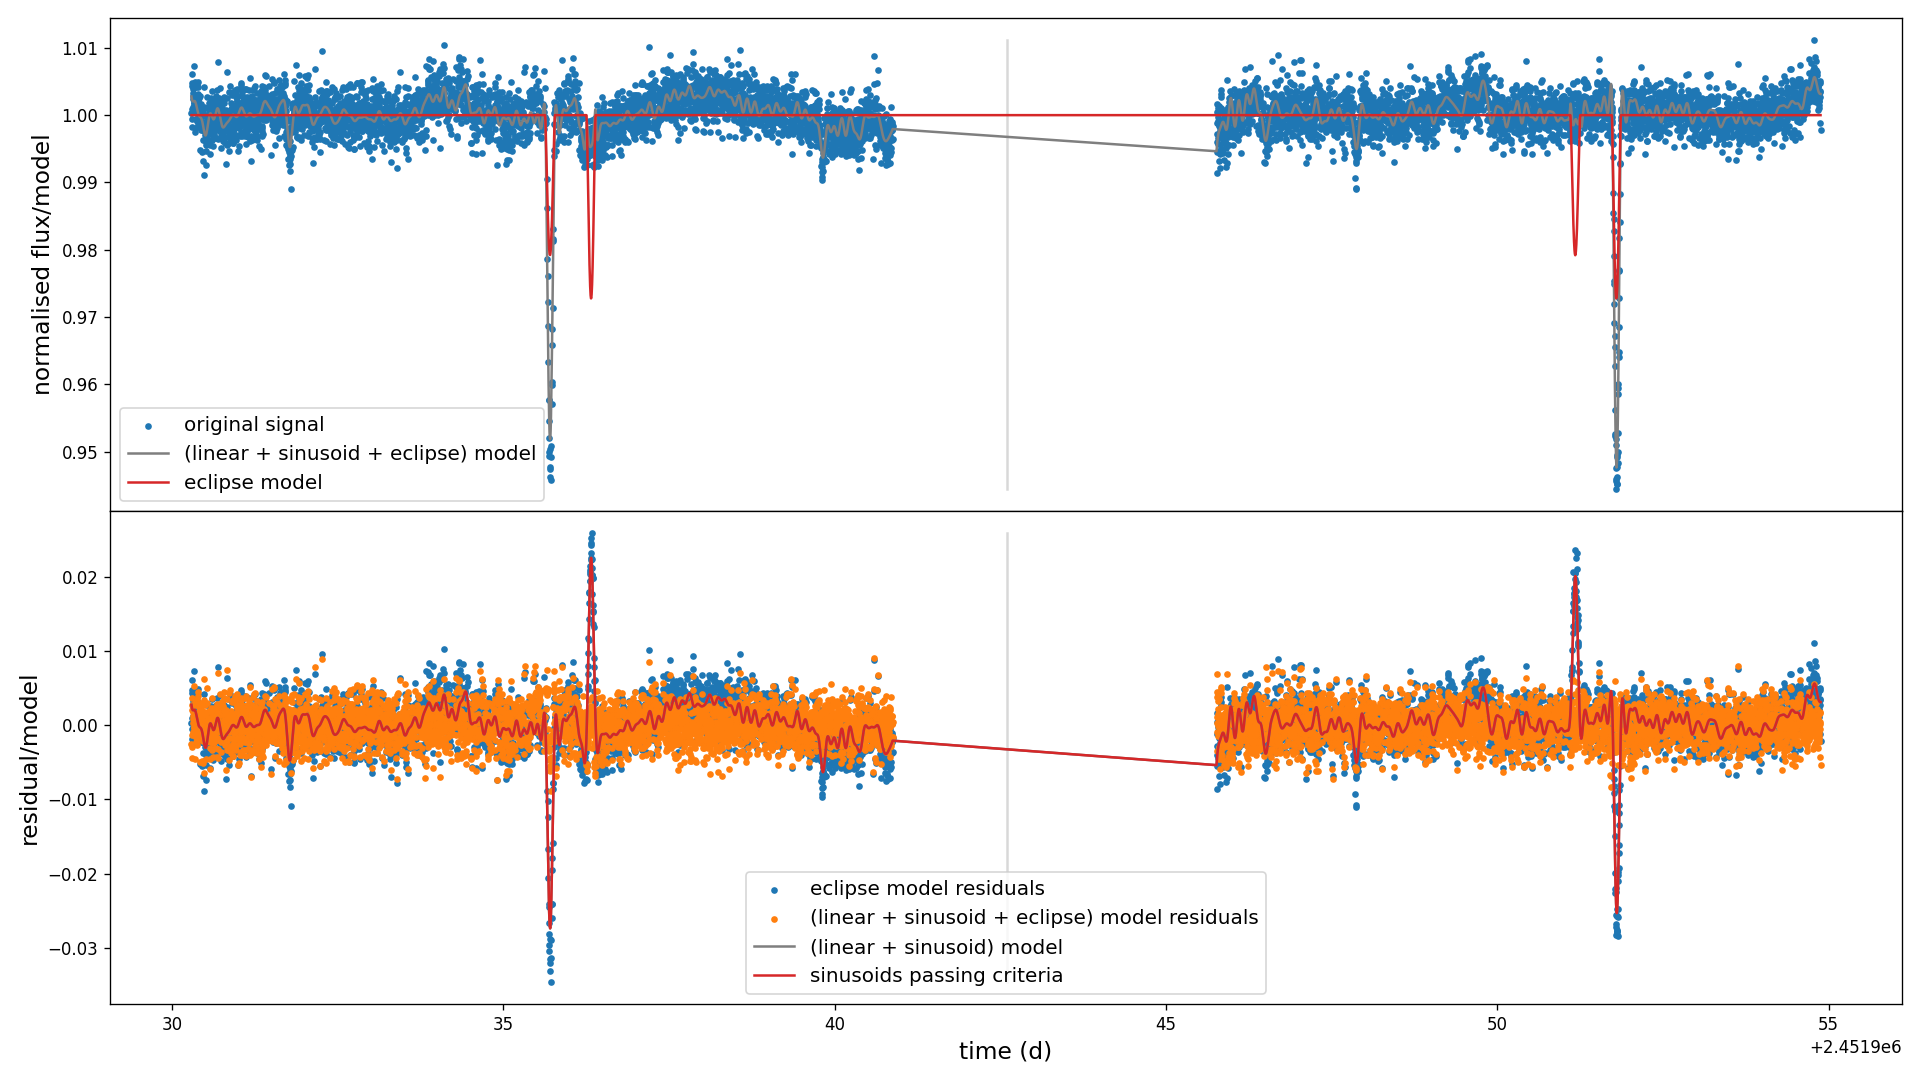 normalised flux/model
1.01
1.00
0.99
0.98
0.97
0.96
0.95
original signal
(linear + sinusoid + eclipse) model
eclipse model
residual/model
0.02
0.01
0.00
−0.01
−0.02
−0.03
eclipse model residuals
(linear + sinusoid + eclipse) model residuals
(linear + sinusoid) model
sinusoids passing criteria
30 35 40 45 50 55
time (d)
+2.4519e6